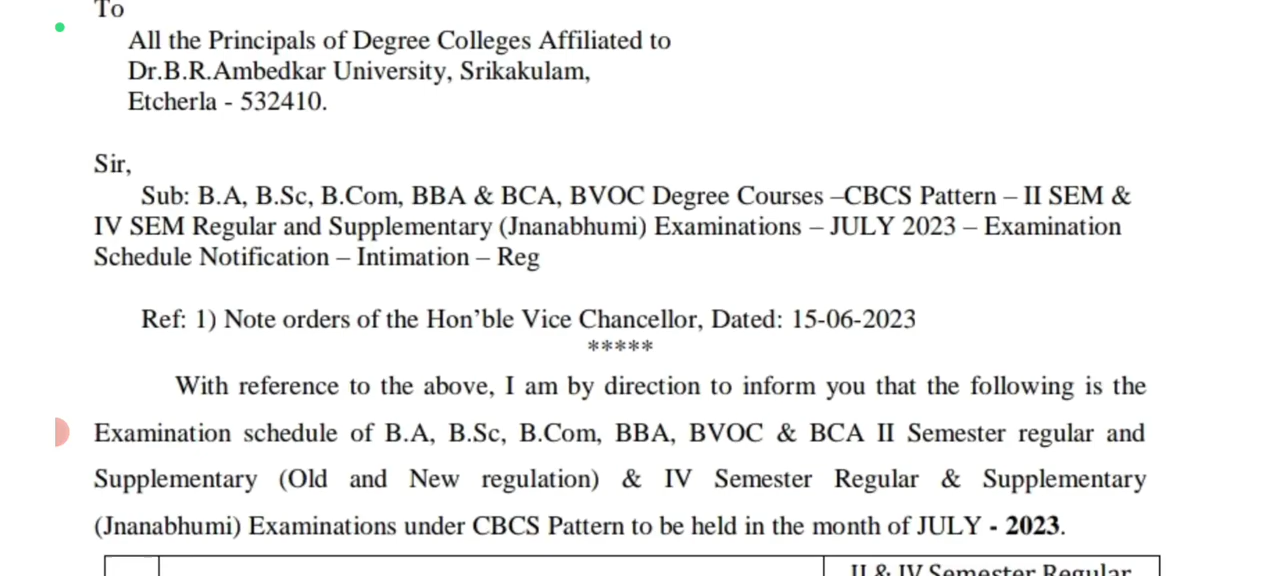 To
All the Principals of Degree Colleges Affiliated to
Dr.B.R.Ambedkar University, Srikakulam,
Etcherla - 532410.
Sir,
Sub: B.A, B.Sc, B.Com, BBA & BCA, BVOC Degree Courses –CBCS Pattern – II SEM &
IV SEM Regular and Supplementary (Jnanabhumi) Examinations – JULY 2023 – Examination
Schedule Notification – Intimation – Reg
Ref: 1) Note orders of the Hon’ble Vice Chancellor, Dated: 15-06-2023
*****
With reference to the above, I am by direction to inform you that the following is the
Examination schedule of B.A, B.Sc, B.Com, BBA, BVOC & BCA II Semester regular and
Supplementary (Old and New regulation) & IV Semester Regular & Supplementary
(Jnanabhumi) Examinations under CBCS Pattern to be held in the month of JULY - 2023.
II & IV Semester Regular